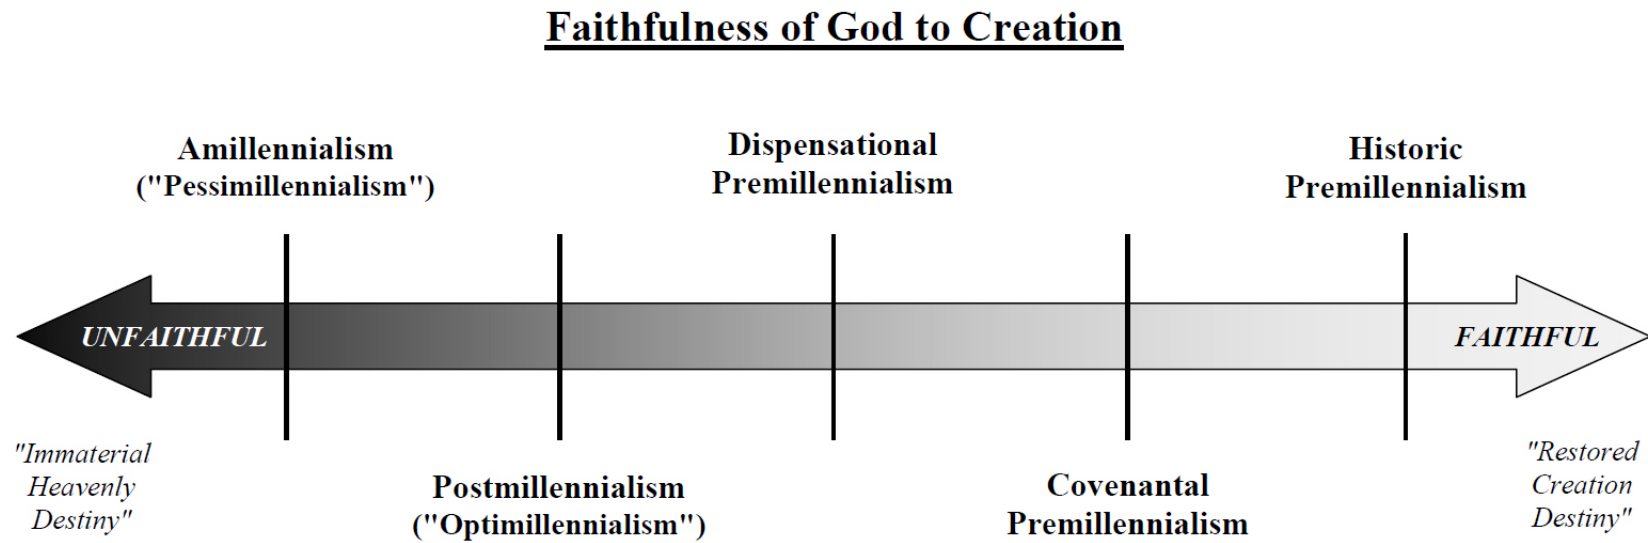 Faithfulness of God to Creation
Amillennialism
("Pessimillennialism")
Dispensational
Premillennialism
Historic
Premillennialism
UNFAITHFUL
FAITHFUL
"Immaterial
Heavenly
Destiny"
Postmillennialism
("Optimillennialism")
Covenantal
Premillennialism
"Restored
Creation
Destiny"